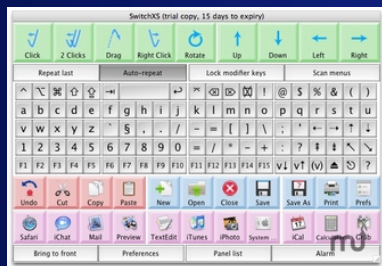 SwitchXS (trial copy, 15 days to expiry)
Click 2 Clicks Drag Right Click Rotate Up Down Left Right
Repeat last Auto-repeat Lock modifier keys Scan menus
^ ⌥ ⌘ ⇧ ⇪ →| ↩ ⌤ ⌫ ⌦ ! @ $ % & ( )
a b c d e f g h i j k l m n o p q r s t u
v w x y z ` § , . / - = [ ] \ ; ' ← → ↑ ↓
1 2 3 4 5 6 7 8 9 0 = / * - + : ? ⇞ ⇟ ↖ ↘
F1 F2 F3 F4 F5 F6 F7 F8 F9 F10 F11 F12 F13 F14 F15 v↓ v↑ (v) ⏏ ?
Undo Cut Copy Paste New Open Close Save Save As Print Prefs
Safari iChat Mail Preview TextEdit iTunes iPhoto System iCal Grab
Bring to front Preferences Panel list Alarm